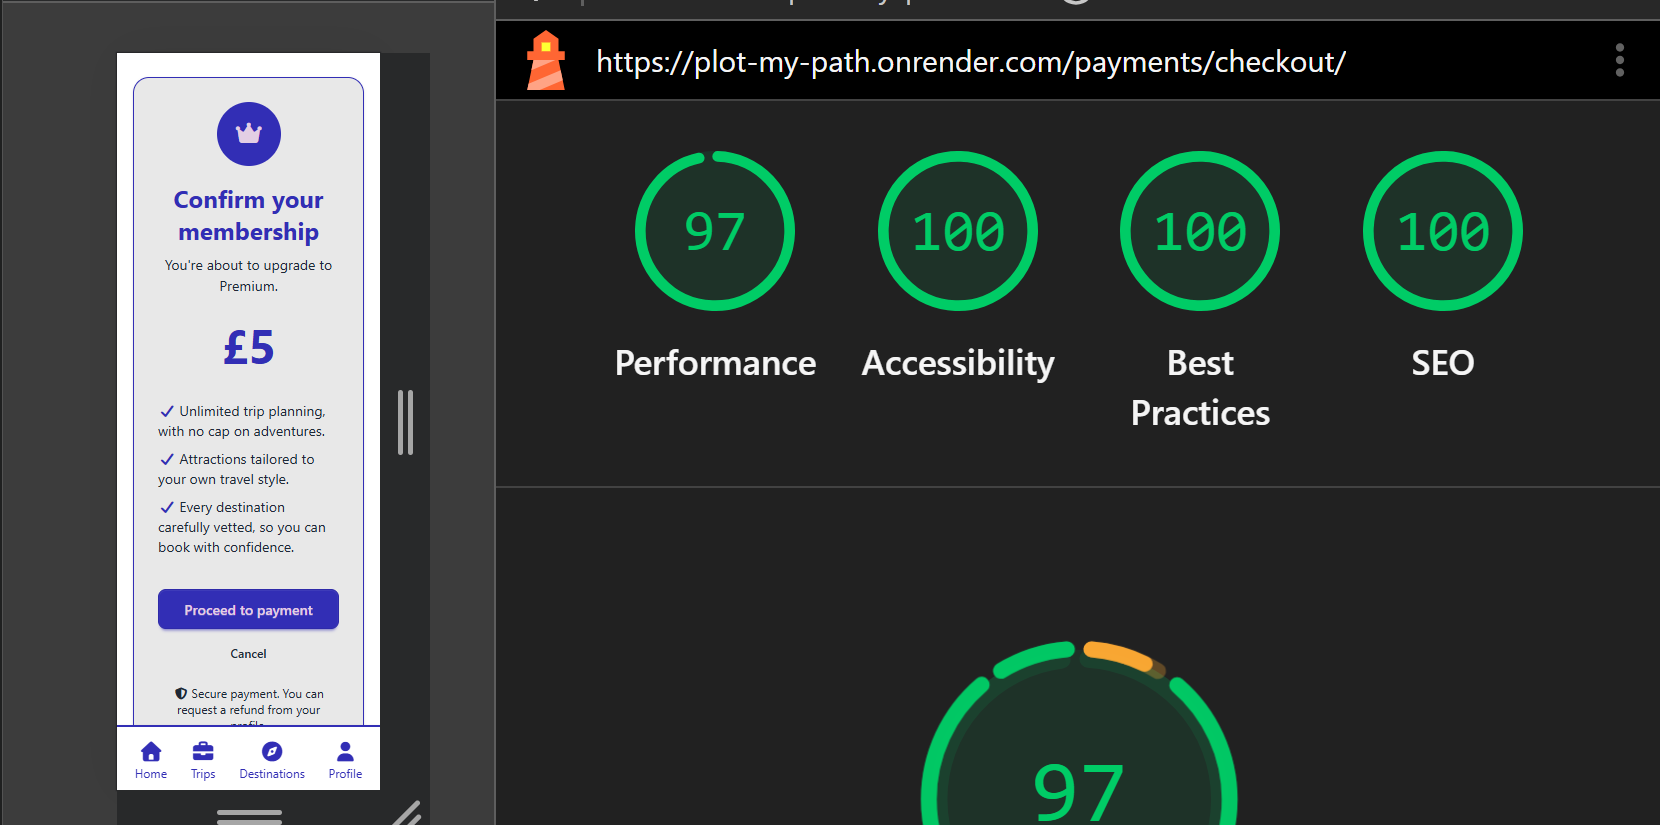 https://plot-my-path.onrender.com/payments/checkout/
Confirm your
membership
You're about to upgrade to
Premium.
£5
Unlimited trip planning,
with no cap on adventures.
Attractions tailored to
your own travel style.
Every destination
carefully vetted, so you can
book with confidence.
Proceed to payment
Cancel
Secure payment. You can
request a refund from your
profile.
Home
Trips
Destinations
Profile
97
100
100
100
Performance
Accessibility
Best
Practices
SEO
97